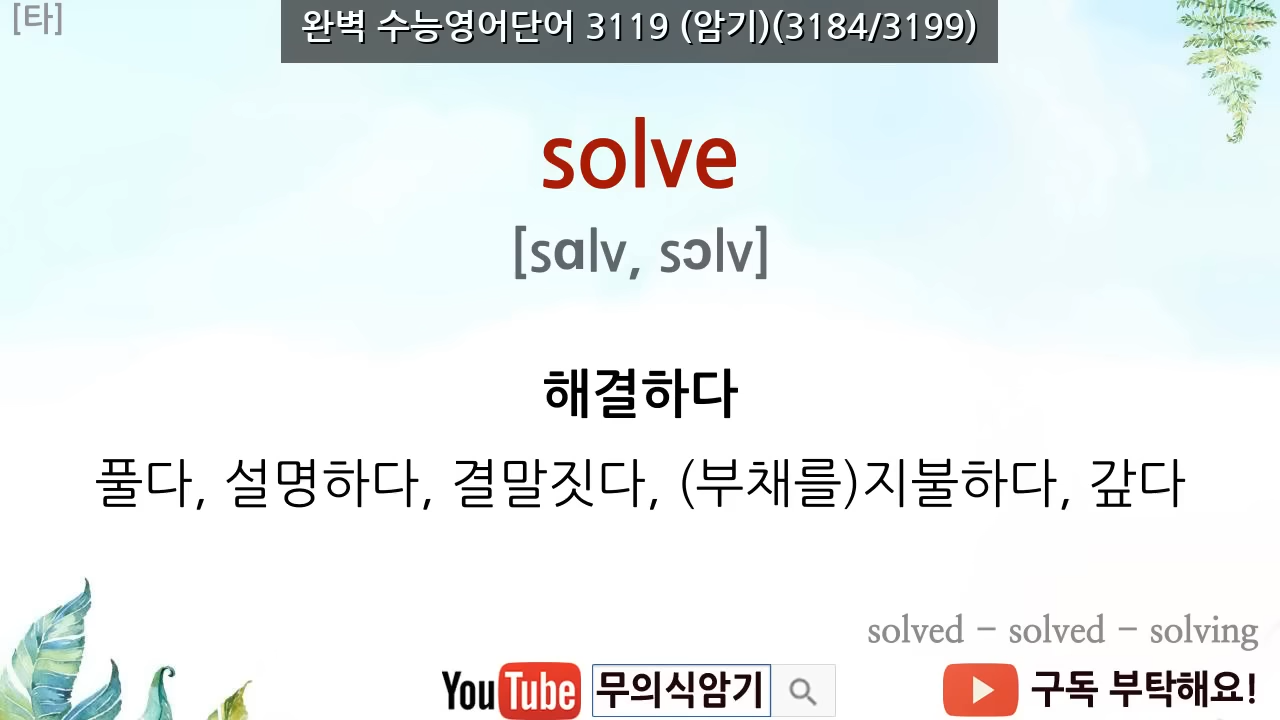 [타]
완벽 수능영어단어 3119 (암기)(3184/3199)
solve
[sɑlv, sɔlv]
해결하다
풀다, 설명하다, 결말짓다, (부채를)지불하다, 갚다
solved - solved - solving
YouTube 무의식암기 구독 부탁해요!